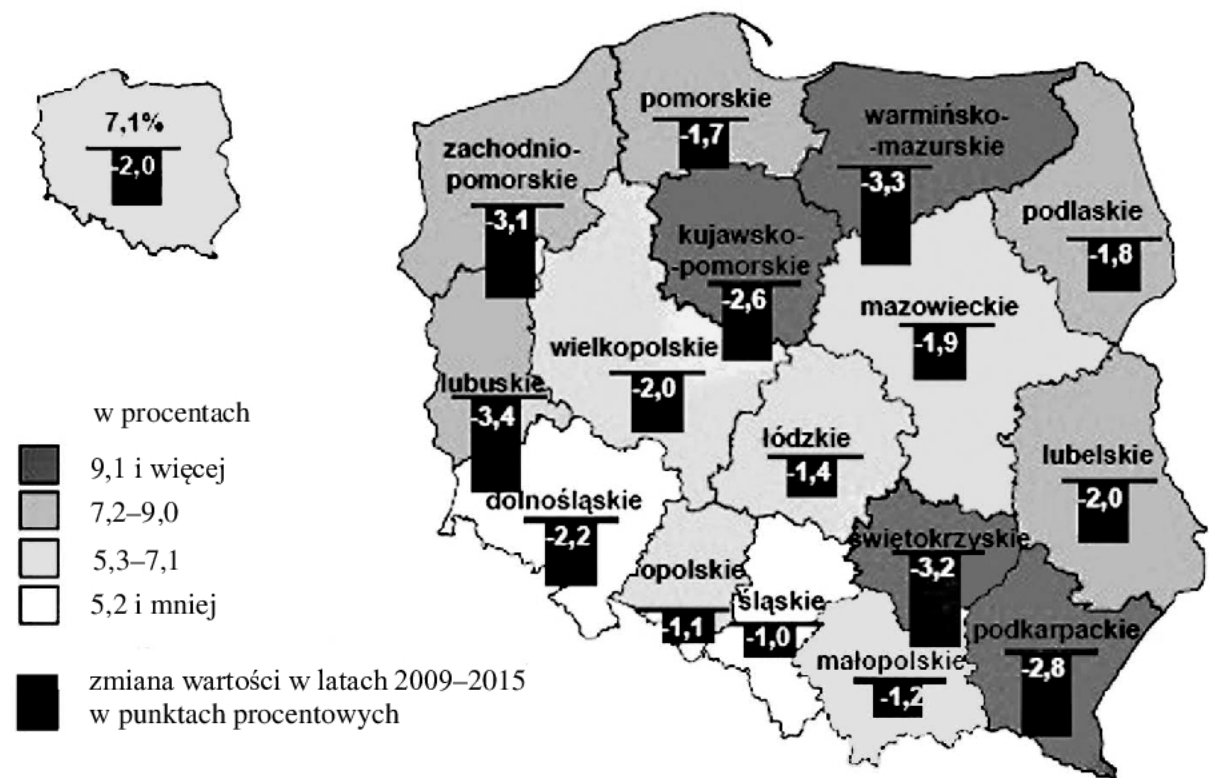 7,1%
-2,0
pomorskie
-1,7
warmińsko-
-mazurskie
-3,3
zachodnio-
pomorskie
-3,1
podlaskie
-1,8
kujawsko-
-pomorskie
-2,6
mazowieckie
-1,9
wielkopolskie
-2,0
lubuskie
-3,4
łódzkie
-1,4
lubelskie
-2,0
dolnośląskie
-2,2
świętokrzyskie
-3,2
opolskie
-1,1
śląskie
-1,0
podkarpackie
-2,8
małopolskie
-1,2
w procentach
9,1 i więcej
7,2–9,0
5,3–7,1
5,2 i mniej
zmiana wartości w latach 2009–2015
w punktach procentowych